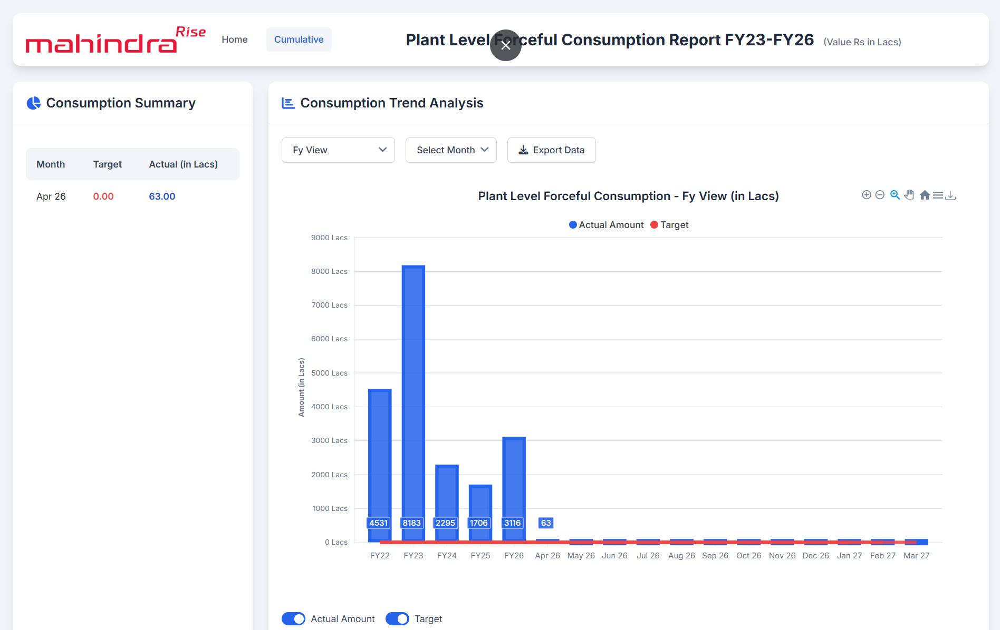 mahindra Rise
Home
Cumulative
Plant Level Forceful Consumption Report FY23-FY26 (Value Rs in Lacs)
Consumption Summary
Month Target Actual (in Lacs)
Apr 26 0.00 63.00
Consumption Trend Analysis
Fy View
Select Month
Export Data
Plant Level Forceful Consumption - Fy View (in Lacs)
Actual Amount Target
9000 Lacs
8000 Lacs
7000 Lacs
6000 Lacs
5000 Lacs
4000 Lacs
3000 Lacs
2000 Lacs
1000 Lacs
0 Lacs
Amount (in Lacs)
4531 8183 2295 1706 3116 63
FY22 FY23 FY24 FY25 FY26 Apr 26 May 26 Jun 26 Jul 26 Aug 26 Sep 26 Oct 26 Nov 26 Dec 26 Jan 27 Feb 27 Mar 27
Actual Amount Target